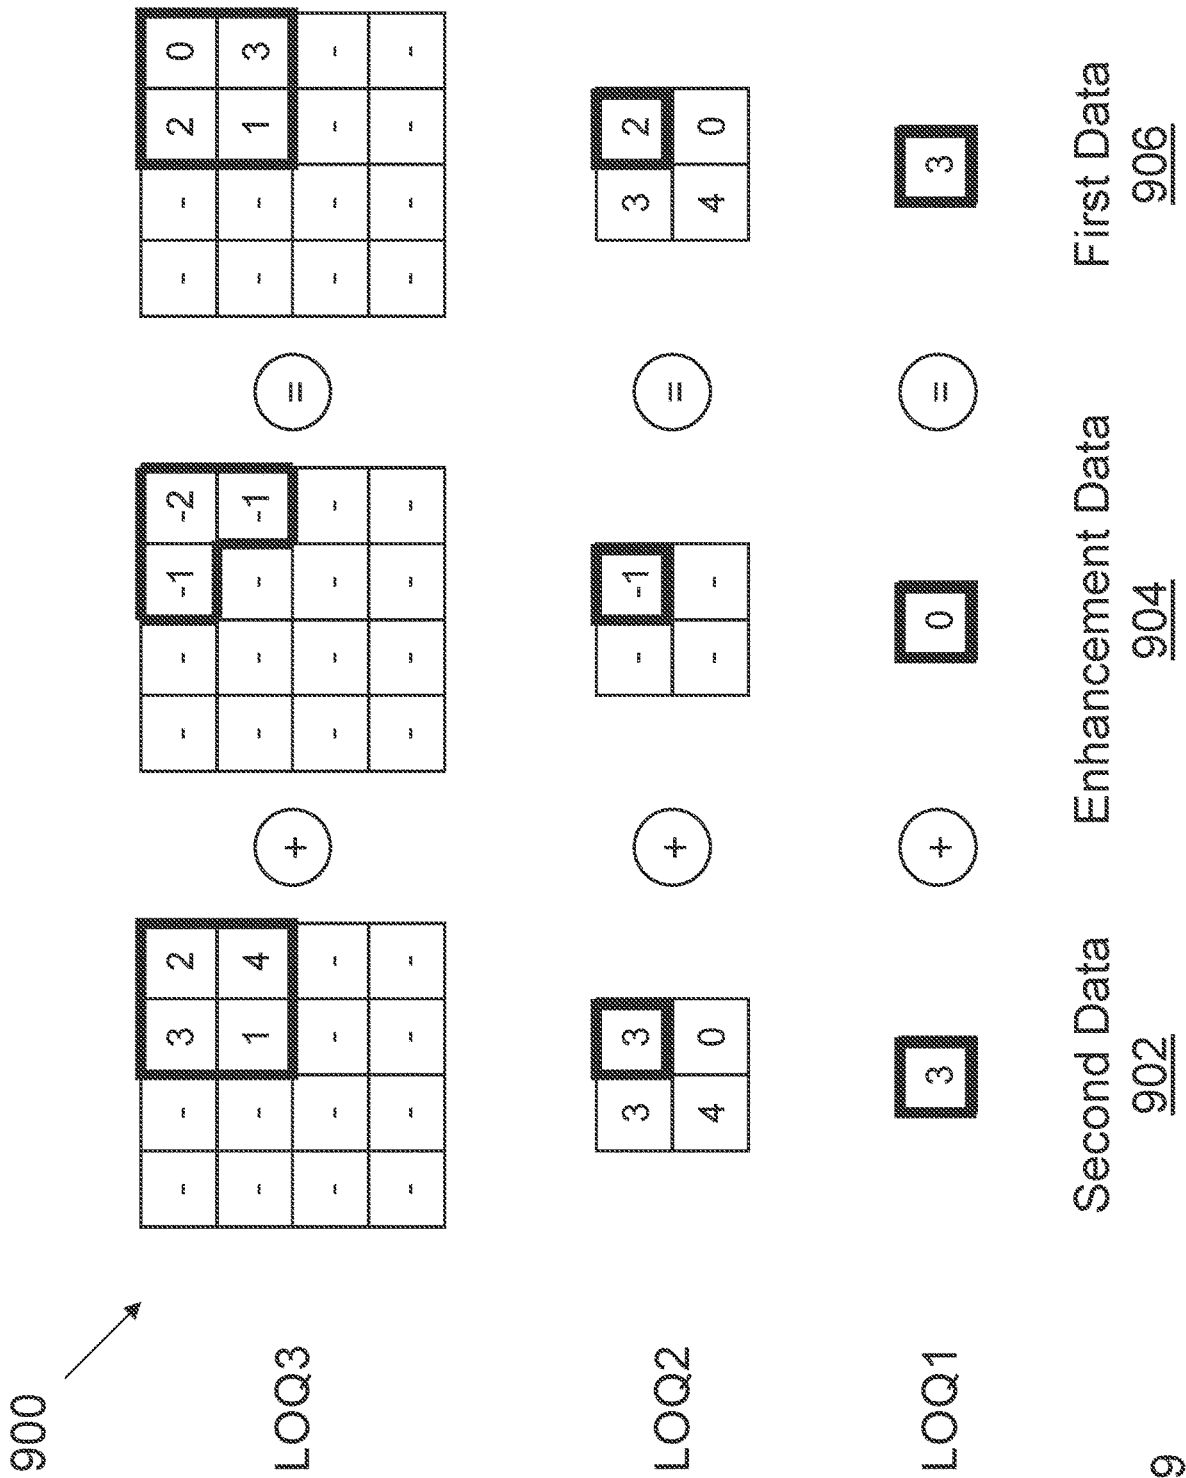 900
- - 3 2 - - -1 -2 - - 2 0
- - 1 4 - - - -1 - - 1 3
LOQ3 + =
- - - - - - - - - - - -
- - - - - - - - - - - -
3 3 - -1 3 2
LOQ2 + =
4 0 - - 4 0
LOQ1 3 + 0 = 3
Second Data Enhancement Data First Data
902 904 906
9